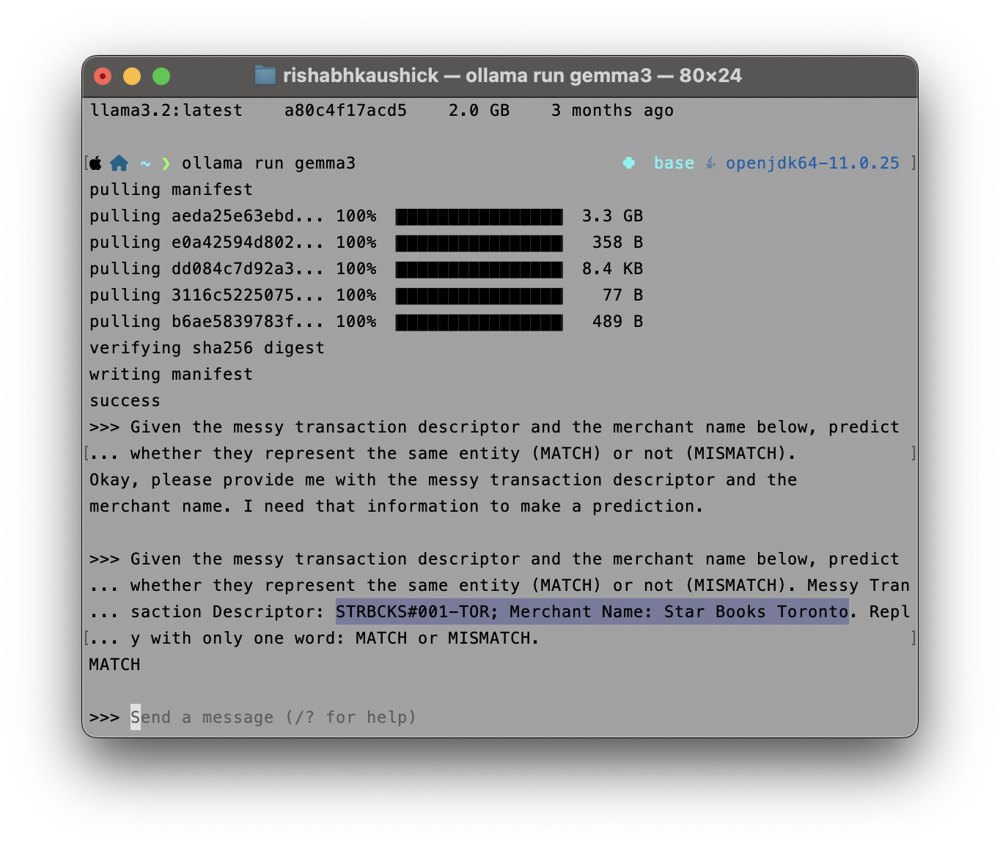 rishabhkaushick — ollama run gemma3 — 80×24
llama3.2:latest    a80c4f17acd5    2.0 GB    3 months ago
~ ❯ ollama run gemma3 base openjdk64-11.0.25
pulling manifest
pulling aeda25e63ebd... 100% 3.3 GB
pulling e0a42594d802... 100% 358 B
pulling dd084c7d92a3... 100% 8.4 KB
pulling 3116c5225075... 100% 77 B
pulling b6ae5839783f... 100% 489 B
verifying sha256 digest
writing manifest
success
>>> Given the messy transaction descriptor and the merchant name below, predict
... whether they represent the same entity (MATCH) or not (MISMATCH).
Okay, please provide me with the messy transaction descriptor and the
merchant name. I need that information to make a prediction.
>>> Given the messy transaction descriptor and the merchant name below, predict
... whether they represent the same entity (MATCH) or not (MISMATCH). Messy Tran
... saction Descriptor: STRBCKS#001-TOR; Merchant Name: Star Books Toronto. Repl
... y with only one word: MATCH or MISMATCH.
MATCH
>>> Send a message (/? for help)